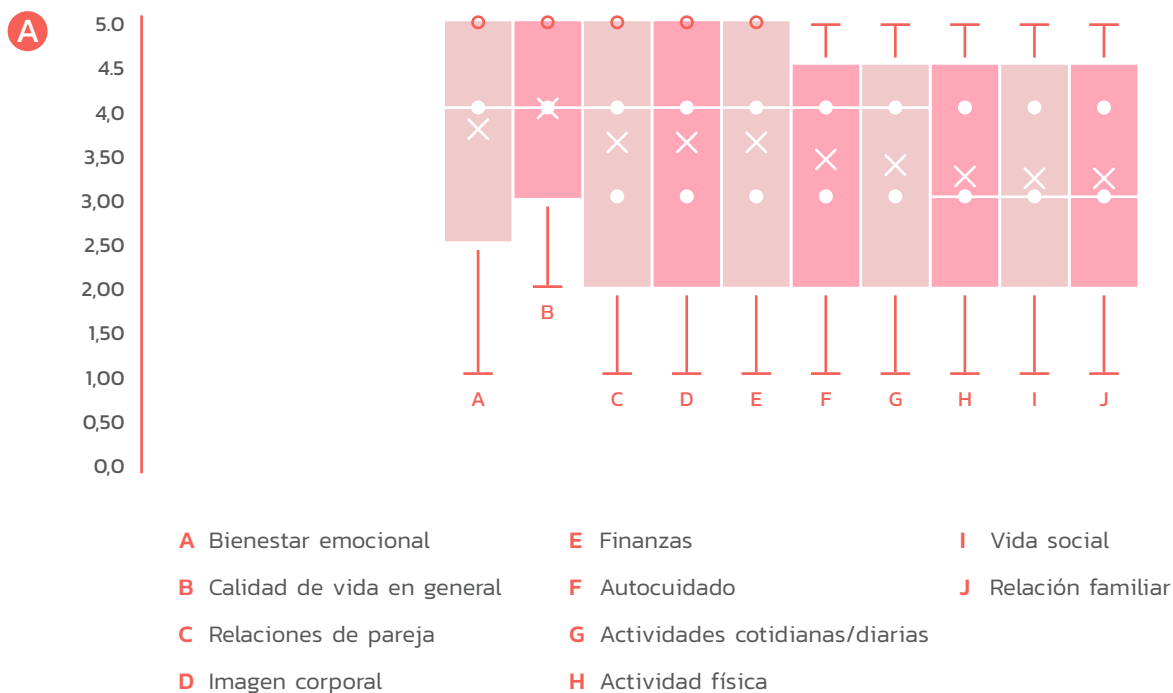 A
5.0
4.5
4,0
3,50
3,00
2,50
2,00
1,50
1,00
0,50
0,0
B
A C D E F G H I J
A Bienestar emocional
B Calidad de vida en general
C Relaciones de pareja
D Imagen corporal
E Finanzas
F Autocuidado
G Actividades cotidianas/diarias
H Actividad física
I Vida social
J Relación familiar